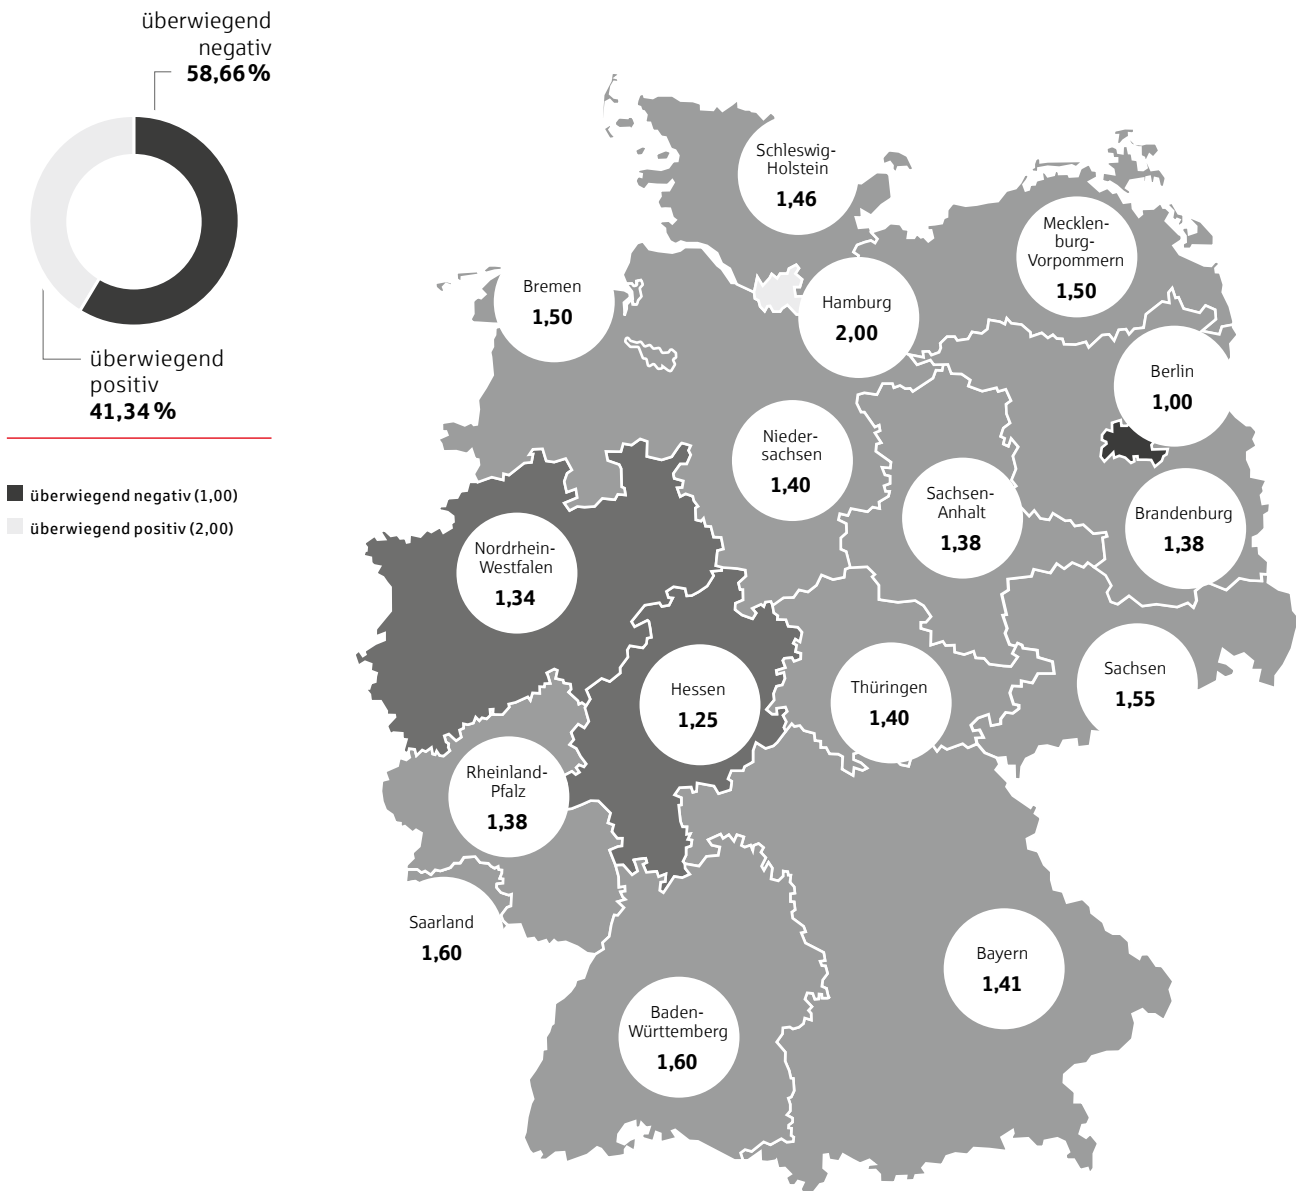 überwiegend
negativ
58,66 %
überwiegend
positiv
41,34 %
überwiegend negativ (1,00)
überwiegend positiv (2,00)
Schleswig-
Holstein
1,46
Mecklen-
burg-
Vorpommern
1,50
Bremen
1,50
Hamburg
2,00
Berlin
1,00
Nieder-
sachsen
1,40
Sachsen-
Anhalt
1,38
Brandenburg
1,38
Nordrhein-
Westfalen
1,34
Hessen
1,25
Thüringen
1,40
Sachsen
1,55
Rheinland-
Pfalz
1,38
Saarland
1,60
Bayern
1,41
Baden-
Württemberg
1,60